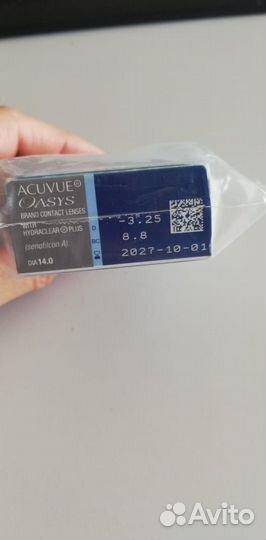 ACUVUE®
OASYS
BRAND CONTACT LENSES
WITH
HYDRACLEAR® PLUS
(senofilcon A)
DIA 14.0
D -3.25
BC 8.8
2027-10-01
Avito